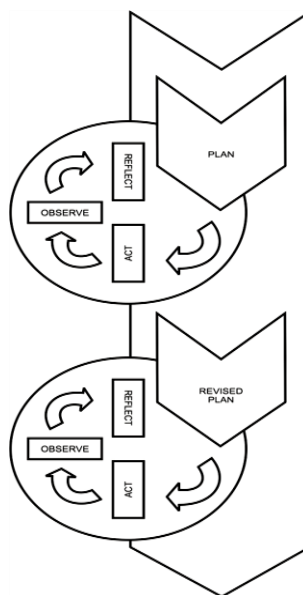 PLAN
REFLECT
OBSERVE
ACT
REVISED
PLAN
REFLECT
OBSERVE
ACT